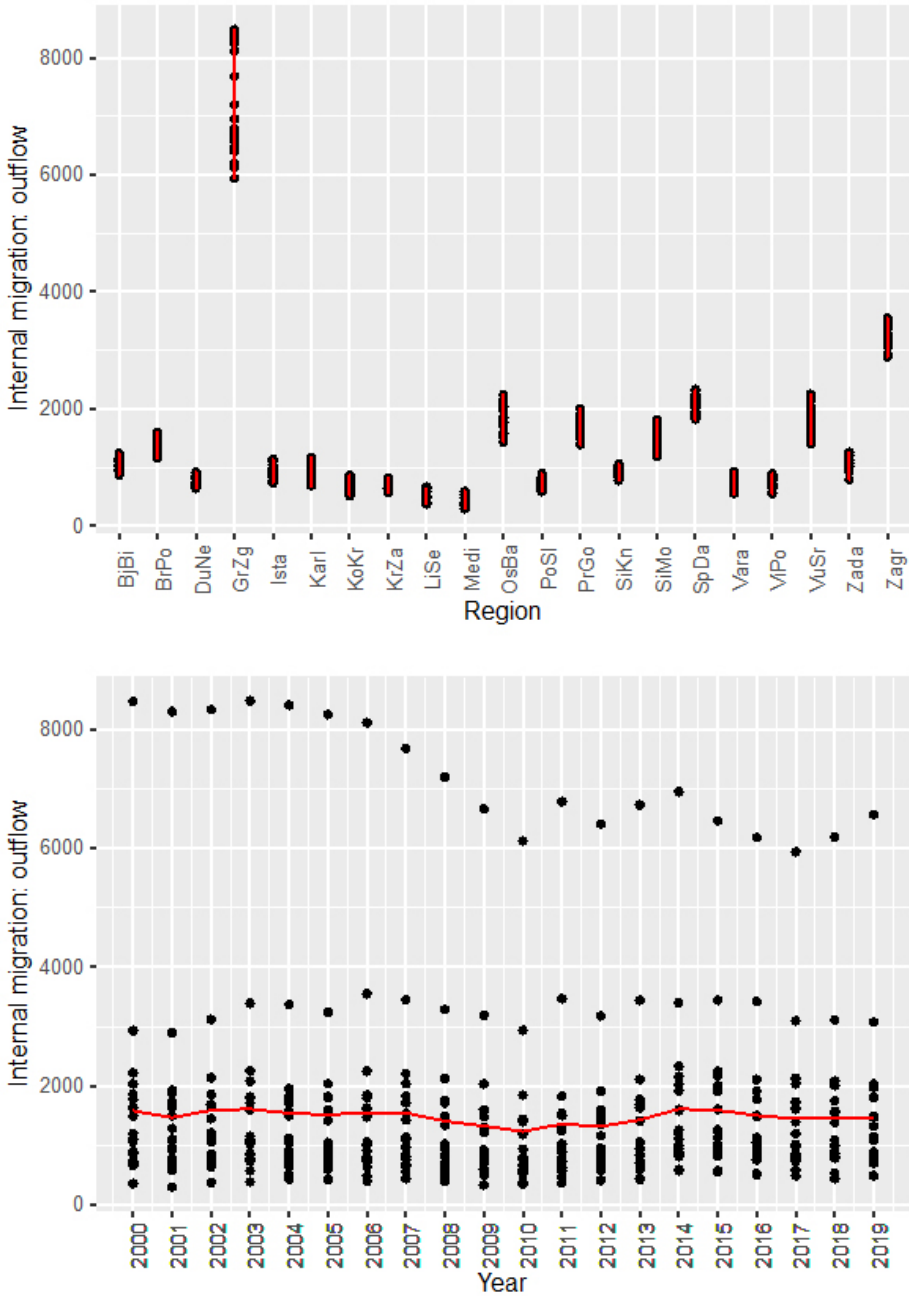 Internal migration: outflow
8000
6000
4000
2000
0
BjBi
BrPo
DuNe
GrZg
Ista
Karl
KoKr
KrZa
LiSe
Medi
OsBa
PoSl
PrGo
SiKn
SiMo
SpDa
Vara
ViPo
VuSr
Zada
Zagr
Region
Internal migration: outflow
8000
6000
4000
2000
0
2000
2001
2002
2003
2004
2005
2006
2007
2008
2009
2010
2011
2012
2013
2014
2015
2016
2017
2018
2019
Year